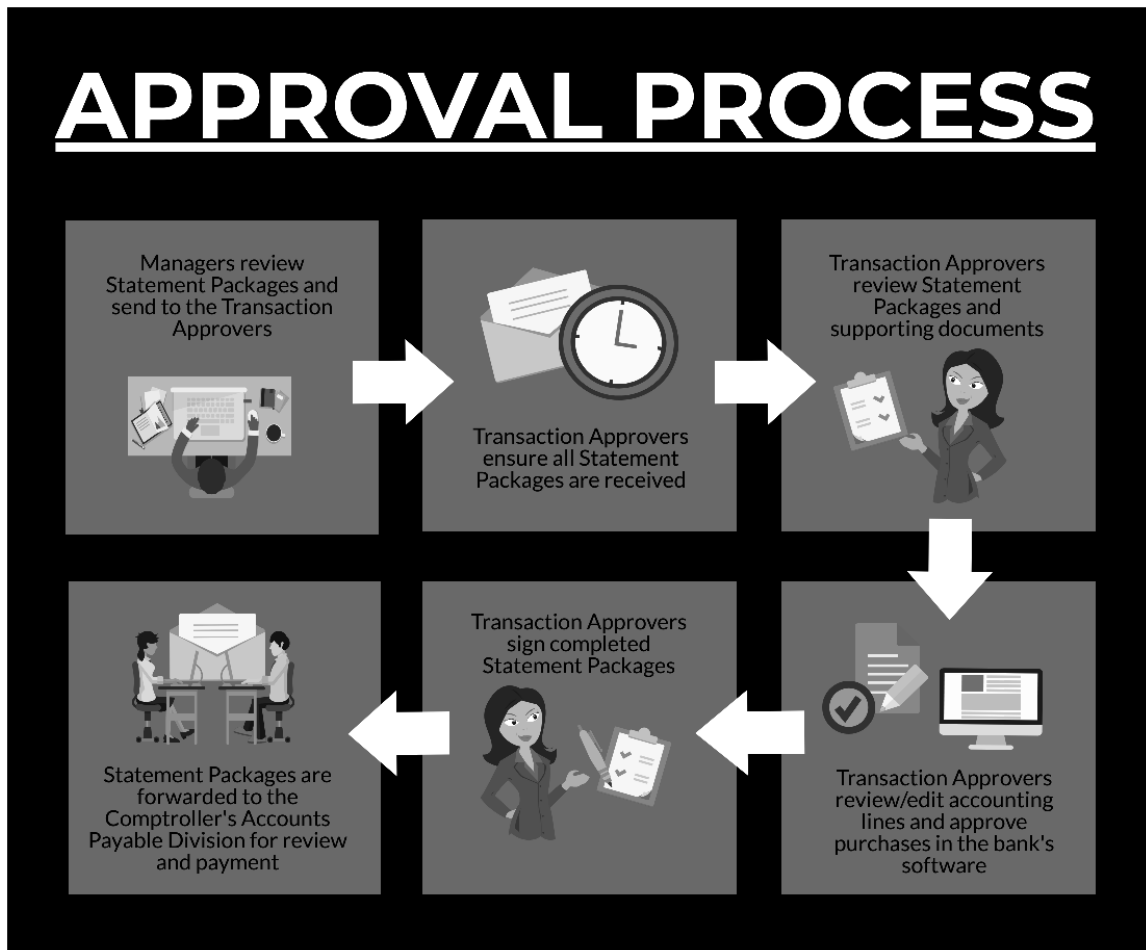 APPROVAL PROCESS
Managers review
Statement Packages and
send to the Transaction
Approvers
Transaction Approvers
ensure all Statement
Packages are received
Transaction Approvers
review Statement
Packages and
supporting documents
Transaction Approvers
review/edit accounting
lines and approve
purchases in the bank's
software
Transaction Approvers
sign completed
Statement Packages
Statement Packages are
forwarded to the
Comptroller's Accounts
Payable Division for review
and payment